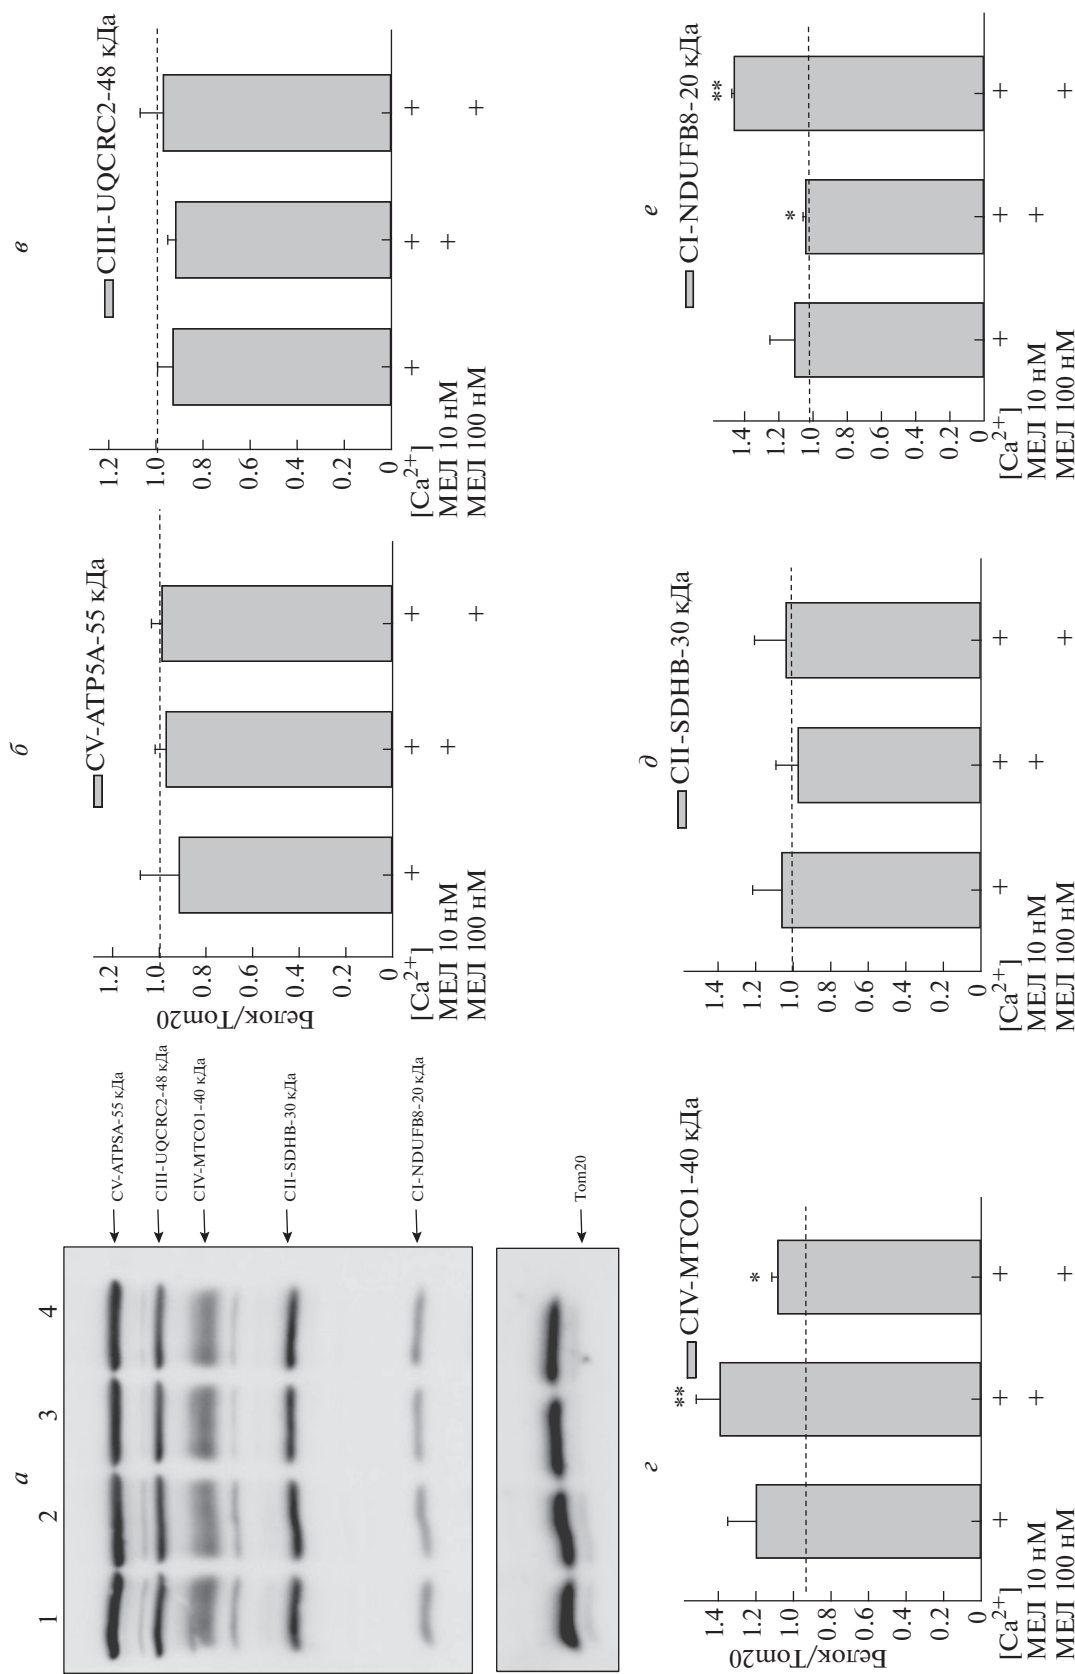 а
1 2 3 4
CV-ATPSA-55 кДа
CIII-UQCRC2-48 кДа
CIV-MTCO1-40 кДа
CII-SDHB-30 кДа
CI-NDUFB8-20 кДа
Tom20
б
CV-ATP5A-55 кДа
Белок/Tom20
1.2
1.0
0.8
0.6
0.4
0.2
0
[Ca2+] + + +
МЕЛ 10 нМ +
МЕЛ 100 нМ +
в
CIII-UQCRC2-48 кДа
1.2
1.0
0.8
0.6
0.4
0.2
0
[Ca2+] + + +
МЕЛ 10 нМ +
МЕЛ 100 нМ +
г
CIV-MTCO1-40 кДа
** *
Белок/Tom20
1.4
1.2
1.0
0.8
0.6
0.4
0.2
0
[Ca2+] + + +
МЕЛ 10 нМ +
МЕЛ 100 нМ +
д
CII-SDHB-30 кДа
1.4
1.2
1.0
0.8
0.6
0.4
0.2
0
[Ca2+] + + +
МЕЛ 10 нМ +
МЕЛ 100 нМ +
е
CI-NDUFB8-20 кДа
* **
1.4
1.2
1.0
0.8
0.6
0.4
0.2
0
[Ca2+] + + +
МЕЛ 10 нМ +
МЕЛ 100 нМ +